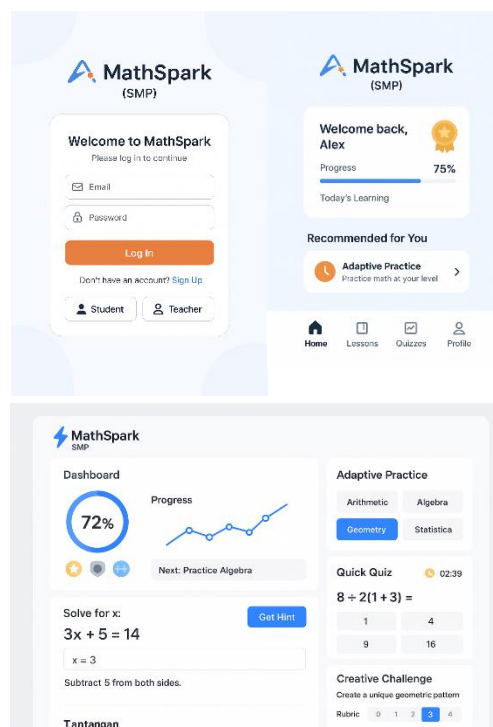 MathSpark
(SMP)
Welcome to MathSpark
Please log in to continue
Email
Password
Log In
Don't have an account? Sign Up
Student
Teacher
MathSpark
(SMP)
Welcome back,
Alex
Progress 75%
Today's Learning
Recommended for You
Adaptive Practice
Practice math at your level
Home Lessons Quizzes Profile
MathSpark
SMP
Dashboard
72%
Progress
Next: Practice Algebra
Solve for x:
Get Hint
3x + 5 = 14
x = 3
Subtract 5 from both sides.
Tantangan
Adaptive Practice
Arithmetic Algebra
Geometry Statistica
Quick Quiz 02:39
8 ÷ 2(1 + 3) =
1 4
9 16
Creative Challenge
Create a unique geometric pattern
Rubric 0 1 2 3 4